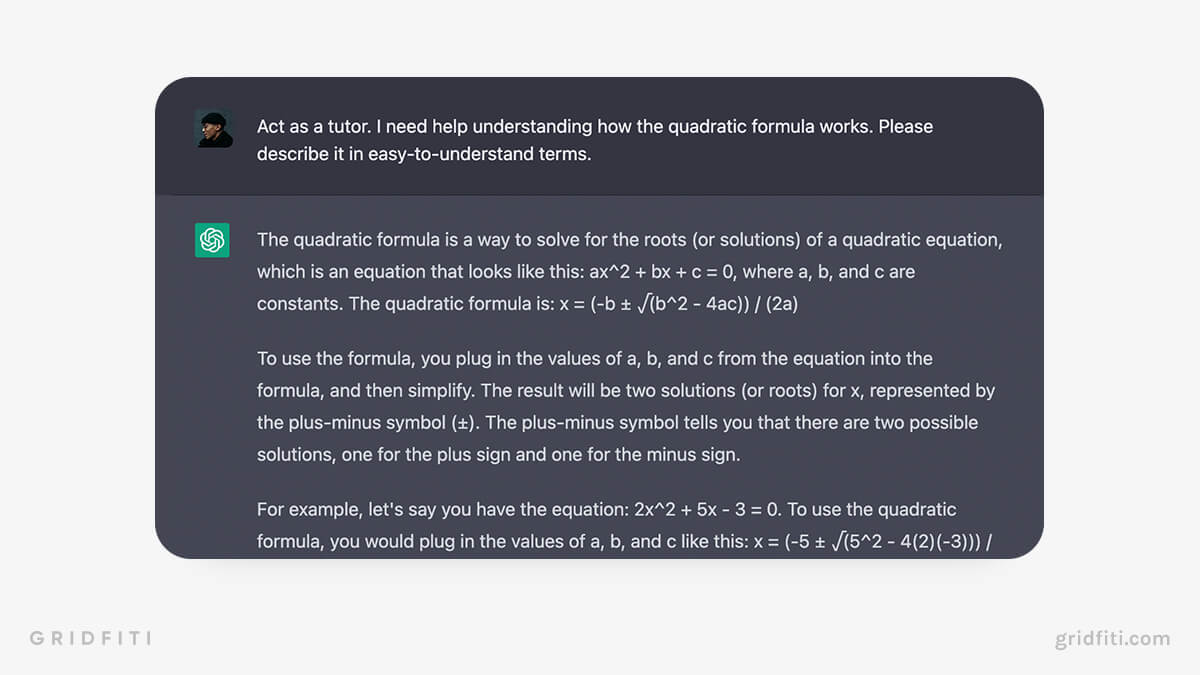 Act as a tutor. I need help understanding how the quadratic formula works. Please
describe it in easy-to-understand terms.
The quadratic formula is a way to solve for the roots (or solutions) of a quadratic equation,
which is an equation that looks like this: ax^2 + bx + c = 0, where a, b, and c are
constants. The quadratic formula is: x = (-b ± √(b^2 - 4ac)) / (2a)
To use the formula, you plug in the values of a, b, and c from the equation into the
formula, and then simplify. The result will be two solutions (or roots) for x, represented by
the plus-minus symbol (±). The plus-minus symbol tells you that there are two possible
solutions, one for the plus sign and one for the minus sign.
For example, let's say you have the equation: 2x^2 + 5x - 3 = 0. To use the quadratic
formula, you would plug in the values of a, b, and c like this: x = (-5 ± √(5^2 - 4(2)(-3))) /
GRIDFITI
gridfiti.com